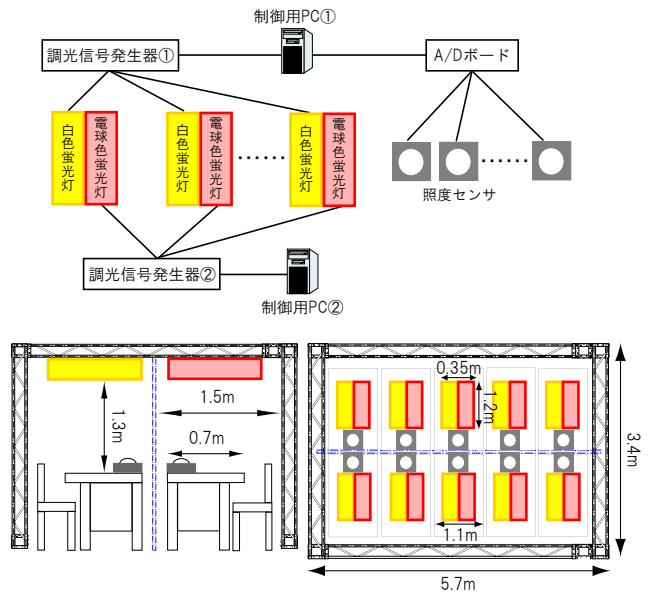 制御用PC①
調光信号発生器①
A/Dボード
白色蛍光灯
電球色蛍光灯
白色蛍光灯
電球色蛍光灯
白色蛍光灯
電球色蛍光灯
照度センサ
調光信号発生器②
制御用PC②
1.3m
1.5m
0.7m
0.35m
1.2m
1.1m
3.4m
5.7m